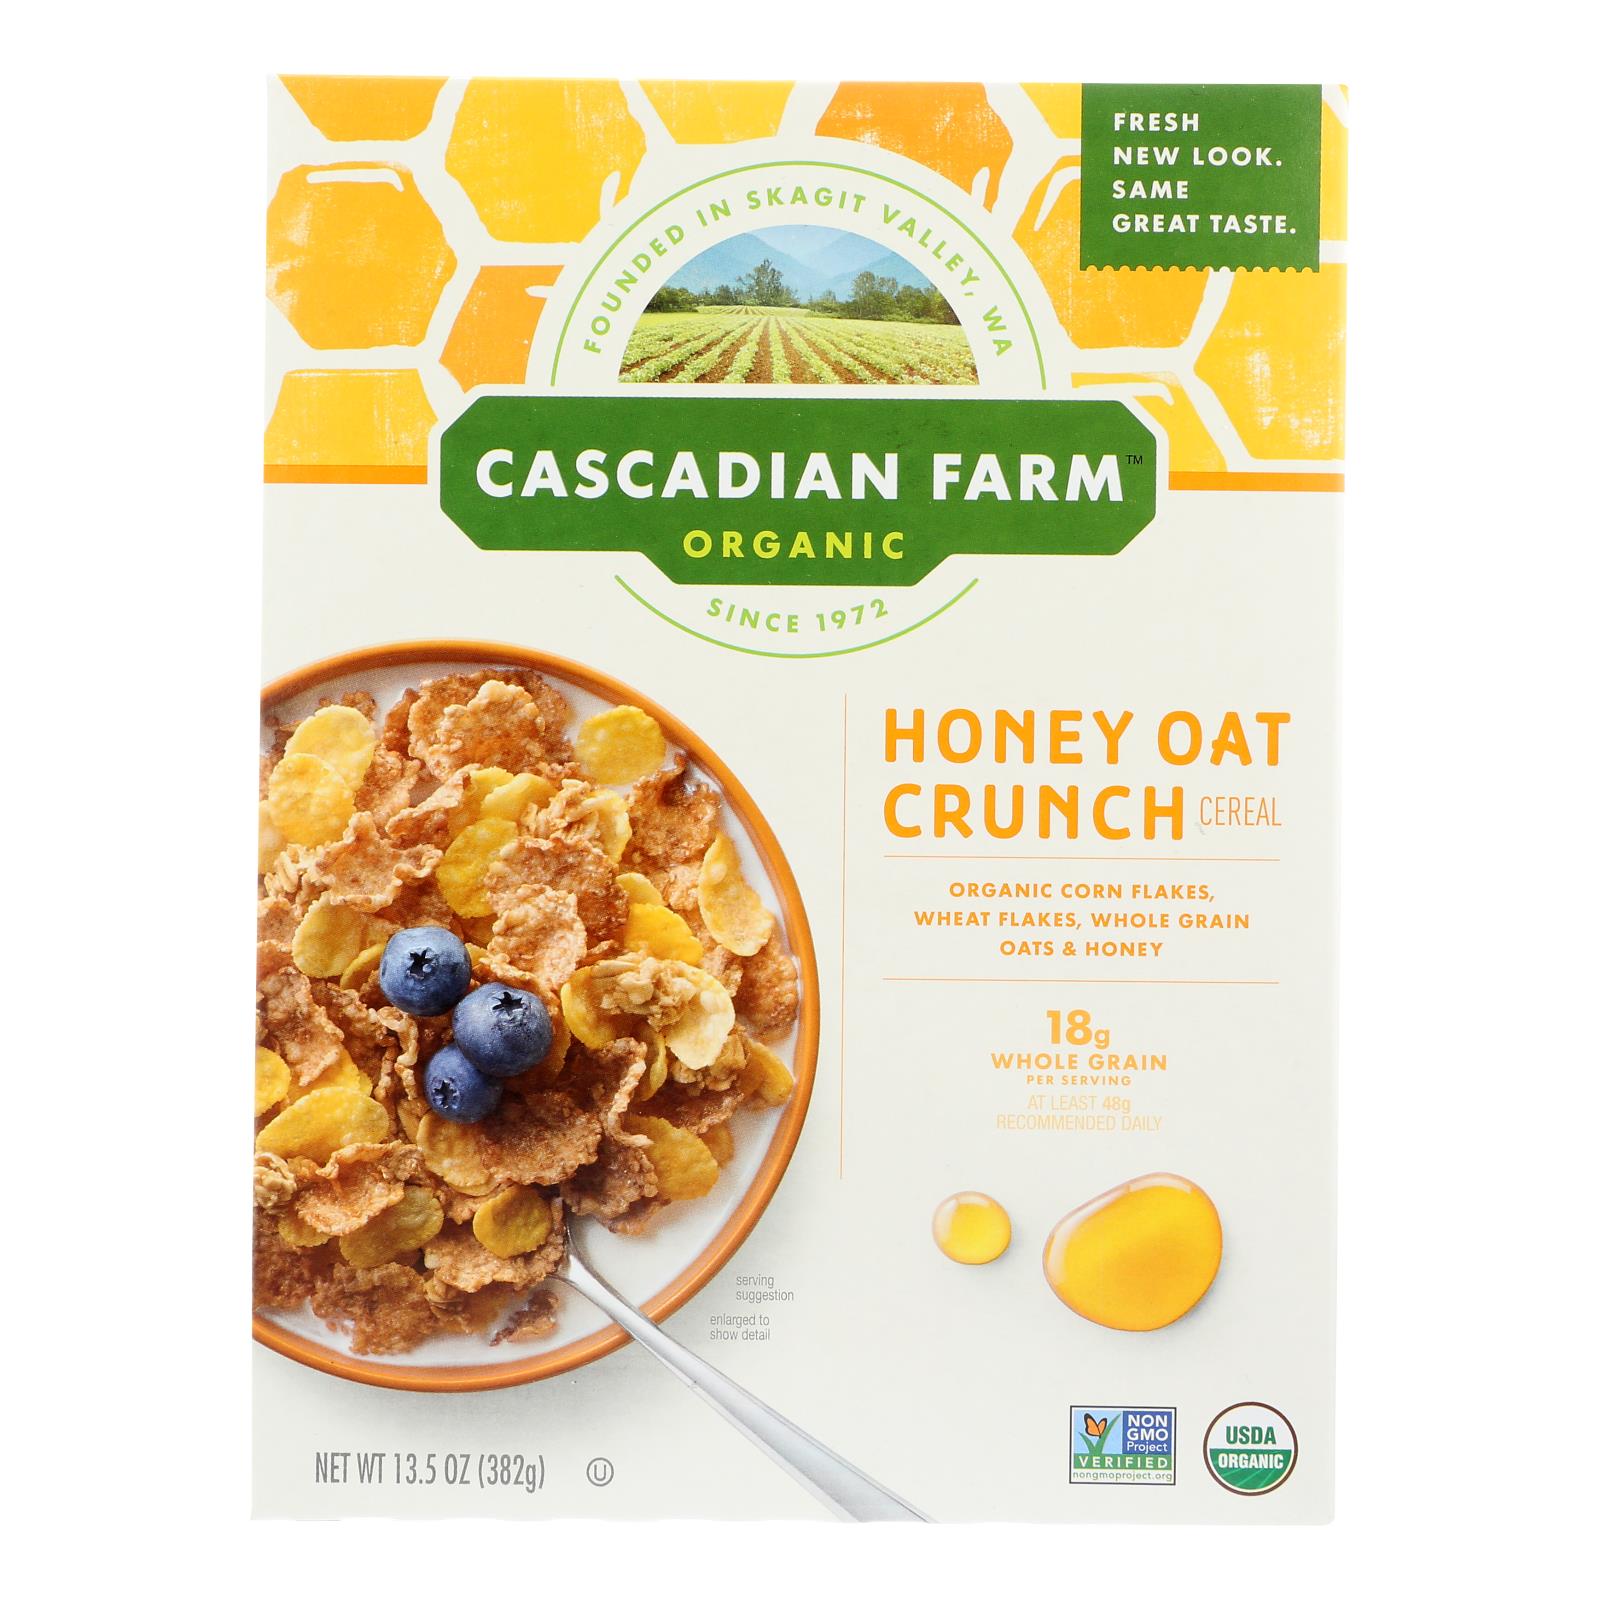 FRESH
NEW LOOK.
SAME
GREAT TASTE.
FOUNDED IN SKAGIT VALLEY, WA
CASCADIAN FARM™
ORGANIC
SINCE 1972
HONEY OAT
CRUNCH CEREAL
ORGANIC CORN FLAKES,
WHEAT FLAKES, WHOLE GRAIN
OATS & HONEY
18g
WHOLE GRAIN
PER SERVING
AT LEAST 48g
RECOMMENDED DAILY
serving
suggestion
enlarged to
show detail
NET WT 13.5 OZ (382g)
U
NON
GMO
Project
VERIFIED
nongmoproject.org
USDA
ORGANIC